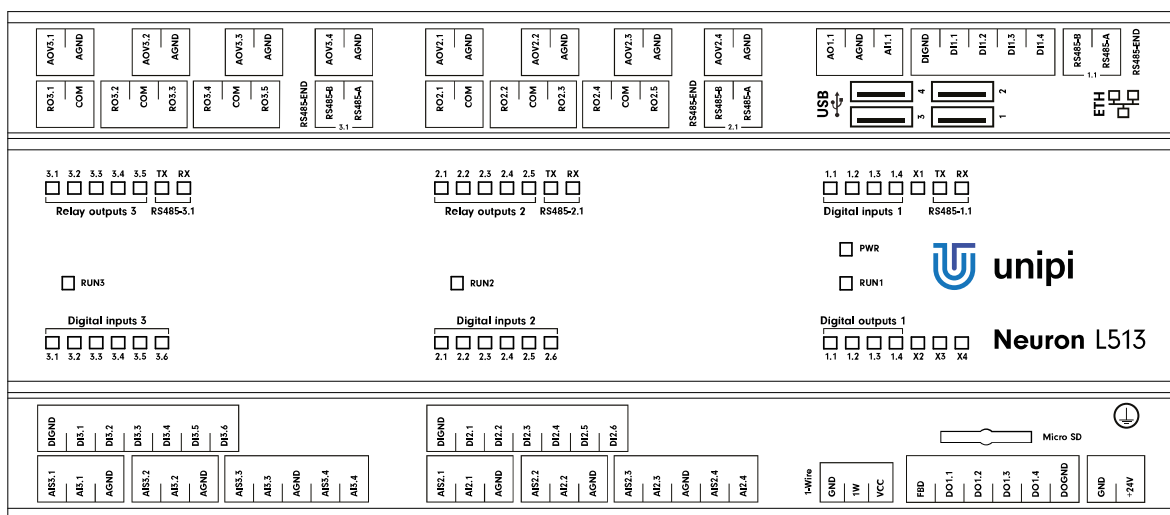 AOV3.1 AGND AOV3.2 AGND AOV3.3 AGND AOV3.4 AGND AOV2.1 AGND AOV2.2 AGND AOV2.3 AGND AOV2.4 AGND AO1.1 AGND AI1.1 DIGND DI1.1 DI1.2 DI1.3 DI1.4 RS485-B RS485-A RS485-END
1.1
RO3.1 COM RO3.2 COM RO3.3 RO3.4 COM RO3.5 RS485-END RS485-B RS485-A RO2.1 COM RO2.2 COM RO2.3 RO2.4 COM RO2.5 RS485-END RS485-B RS485-A USB 4 2 ETH
3.1 2.1 3 1
3.1 3.2 3.3 3.4 3.5 TX RX 2.1 2.2 2.3 2.4 2.5 TX RX 1.1 1.2 1.3 1.4 X1 TX RX
Relay outputs 3 RS485-3.1 Relay outputs 2 RS485-2.1 Digital inputs 1 RS485-1.1
PWR
unipi
RUN3 RUN2 RUN1
Digital inputs 3 Digital inputs 2 Digital outputs 1
Neuron L513
3.1 3.2 3.3 3.4 3.5 3.6 2.1 2.2 2.3 2.4 2.5 2.6 1.1 1.2 1.3 1.4 X2 X3 X4
DIGND DI3.1 DI3.2 DI3.3 DI3.4 DI3.5 DI3.6 DIGND DI2.1 DI2.2 DI2.3 DI2.4 DI2.5 DI2.6 Micro SD
AIS3.1 AI3.1 AGND AIS3.2 AI3.2 AGND AIS3.3 AI3.3 AGND AIS3.4 AI3.4 AIS2.1 AI2.1 AGND AIS2.2 AI2.2 AGND AIS2.3 AI2.3 AGND AIS2.4 AI2.4 1-Wire GND 1W VCC FBD DO1.1 DO1.2 DO1.3 DO1.4 DOGND GND +24V